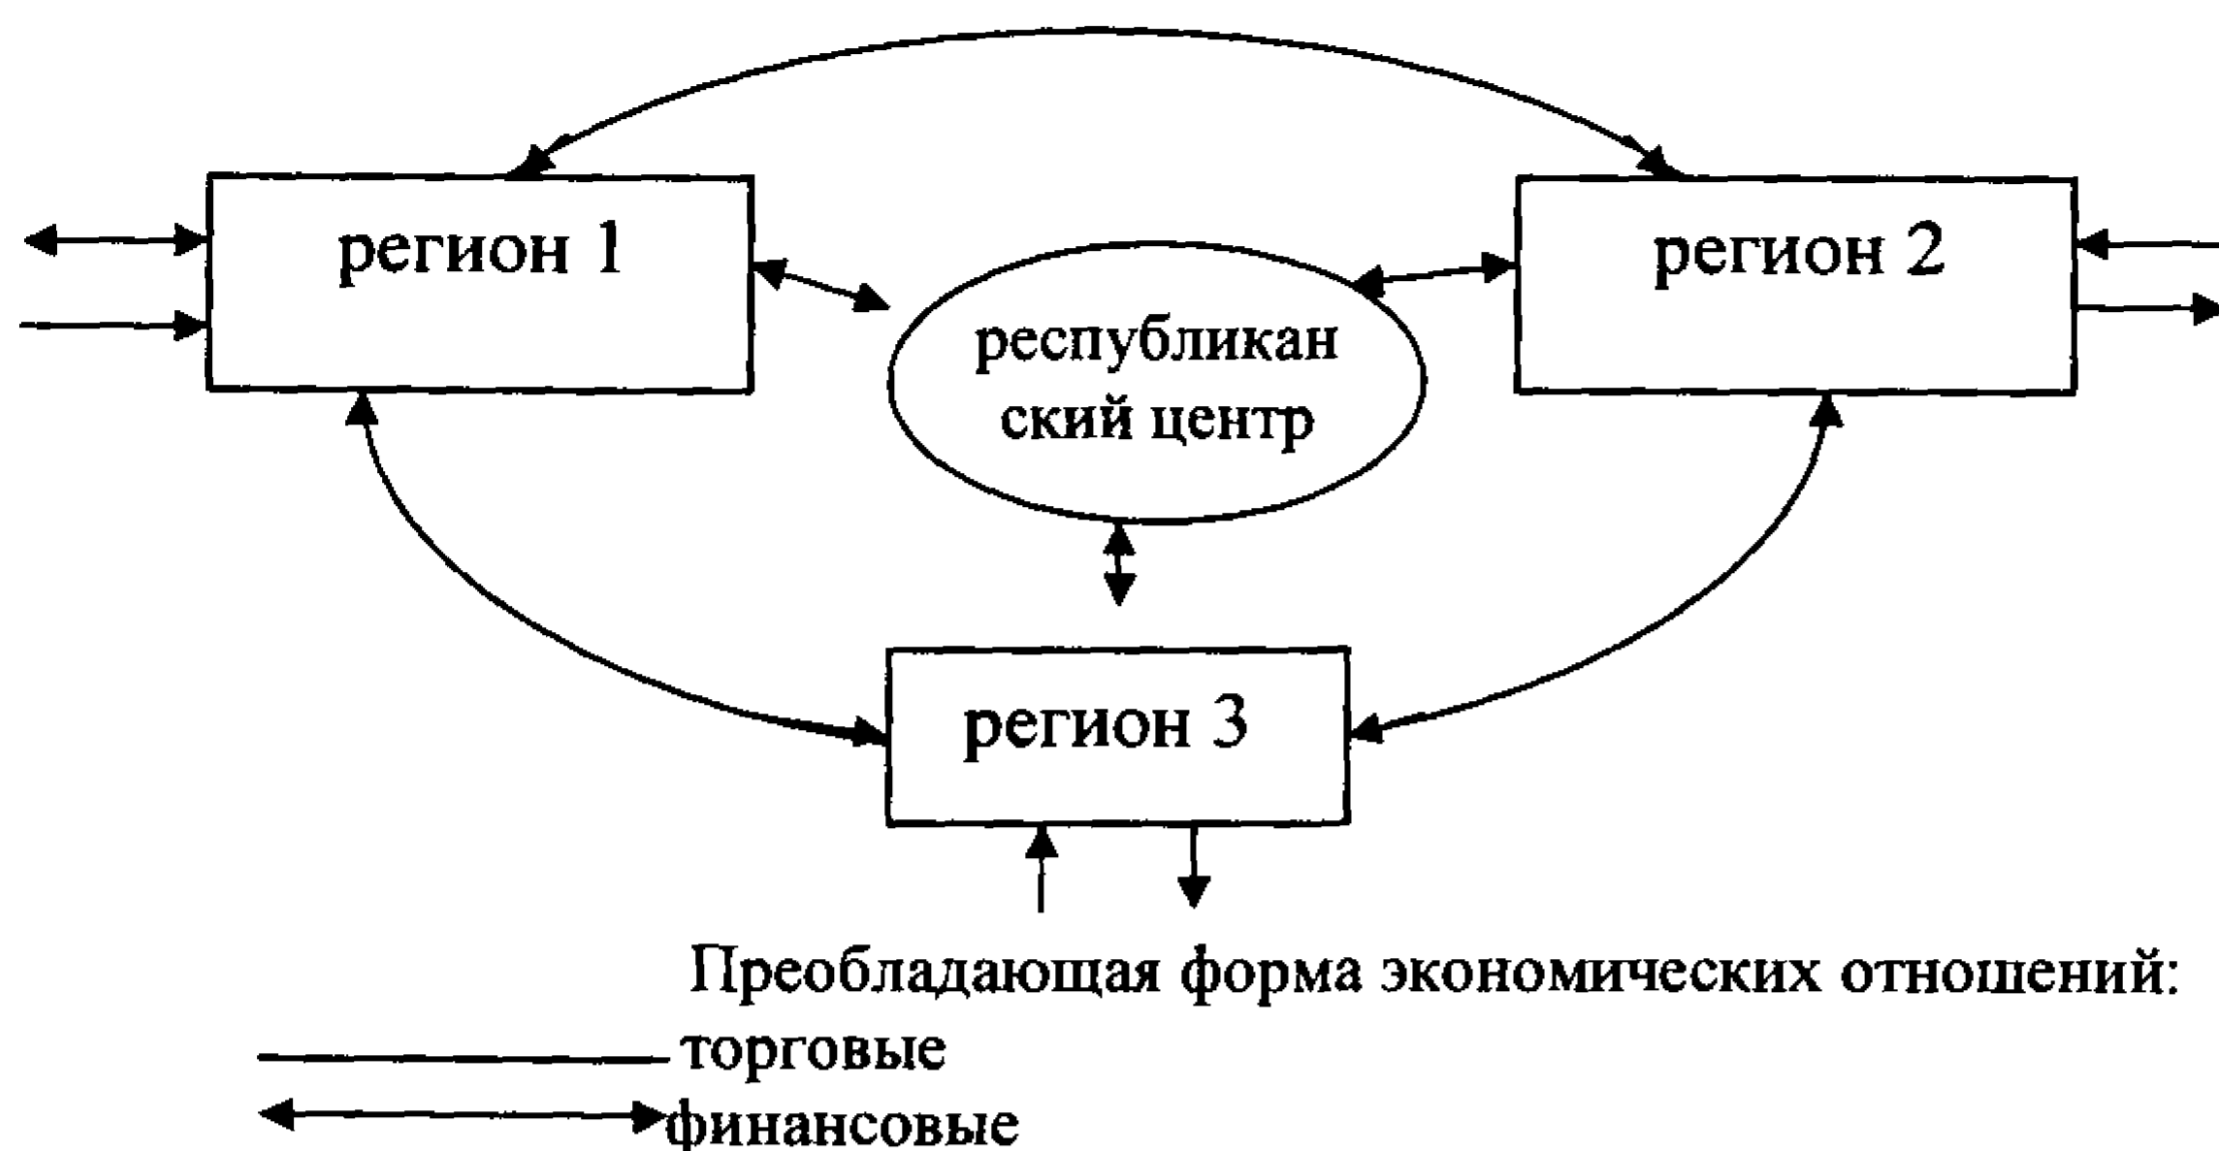 регион 1
регион 2
республикан
ский центр
регион 3
Преобладающая форма экономических отношений:
торговые
финансовые